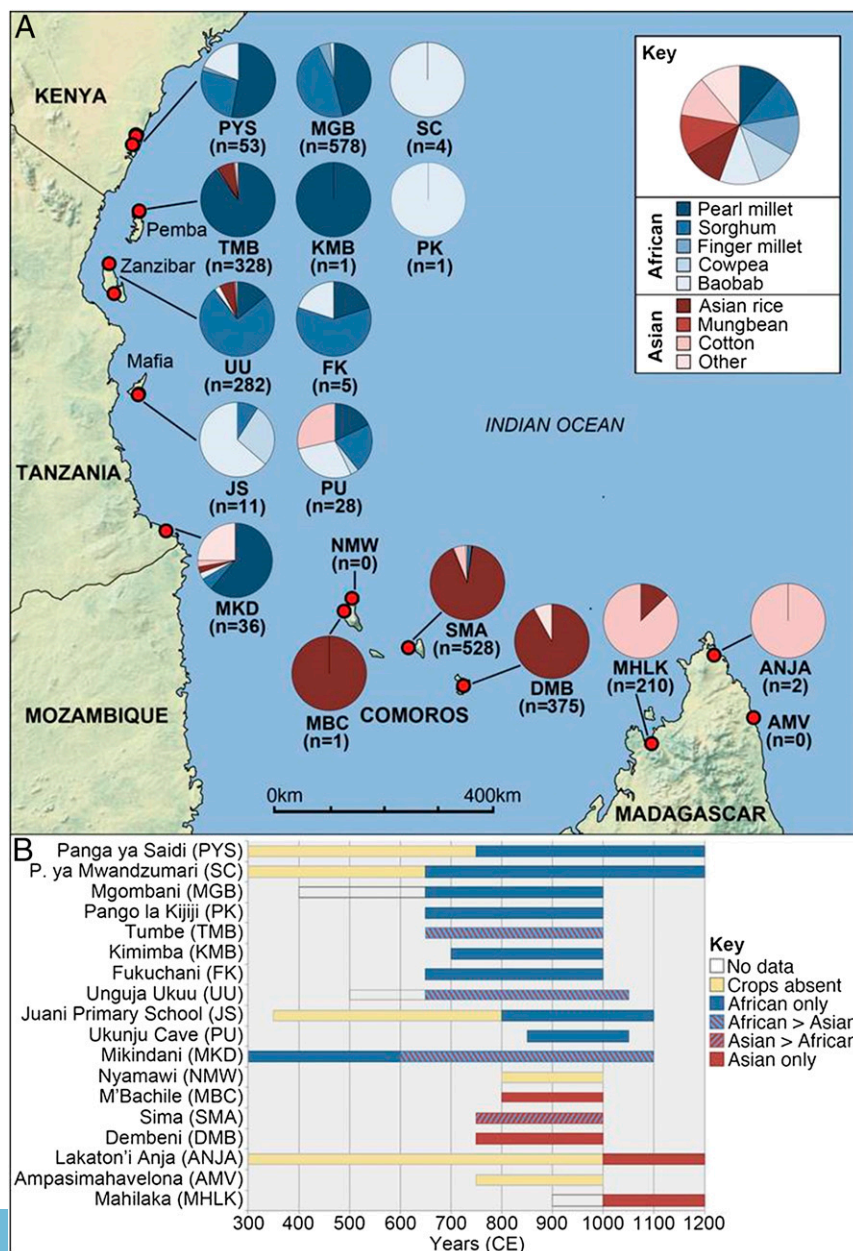 A
KENYA
PYS
(n=53)
MGB
(n=578)
SC
(n=4)
Key
African
Pearl millet
Sorghum
Finger millet
Cowpea
Baobab
Asian
Asian rice
Mungbean
Cotton
Other
Pemba
TMB
(n=328)
KMB
(n=1)
PK
(n=1)
Zanzibar
UU
(n=282)
FK
(n=5)
Mafia
INDIAN OCEAN
TANZANIA
JS
(n=11)
PU
(n=28)
MKD
(n=36)
NMW
(n=0)
SMA
(n=528)
MBC
(n=1)
COMOROS
DMB
(n=375)
MHLK
(n=210)
ANJA
(n=2)
AMV
(n=0)
MOZAMBIQUE
0km
400km
MADAGASCAR
B
Panga ya Saidi (PYS)
P. ya Mwandzumari (SC)
Mgombani (MGB)
Pango la Kijiji (PK)
Tumbe (TMB)
Kimimba (KMB)
Fukuchani (FK)
Unguja Ukuu (UU)
Juani Primary School (JS)
Ukunju Cave (PU)
Mikindani (MKD)
Nyamawi (NMW)
M'Bachile (MBC)
Sima (SMA)
Dembeni (DMB)
Lakaton'i Anja (ANJA)
Ampasimahavelona (AMV)
Mahilaka (MHLK)
Key
No data
Crops absent
African only
African > Asian
Asian > African
Asian only
300 400 500 600 700 800 900 1000 1100 1200
Years (CE)